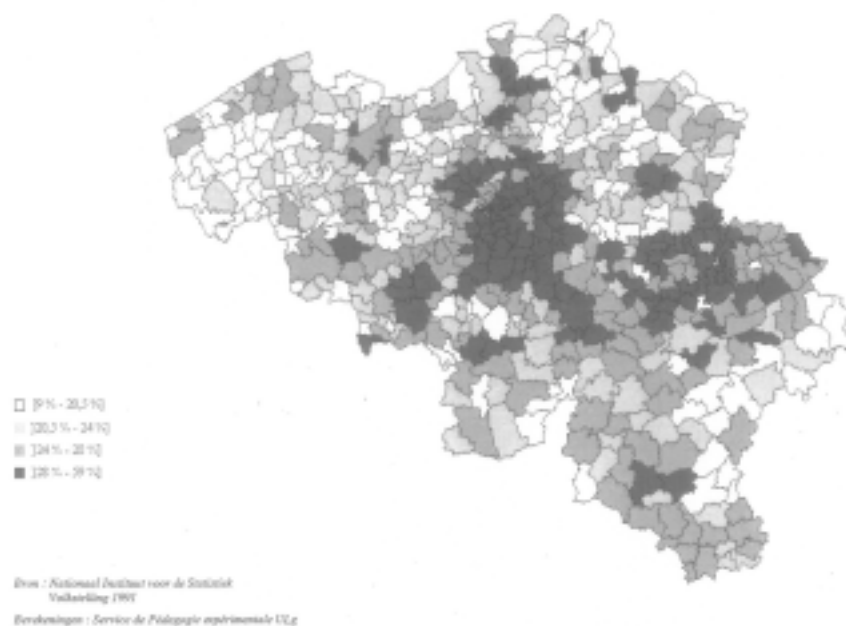 [9 % - 20,5 %]
]20,5 % - 24 %]
]24 % - 28 %]
]28 % - 59 %]
Bron : Nationaal Instituut voor de Statistiek
Volkstelling 1991
Berekeningen : Service de Pédagogie expérimentale ULg